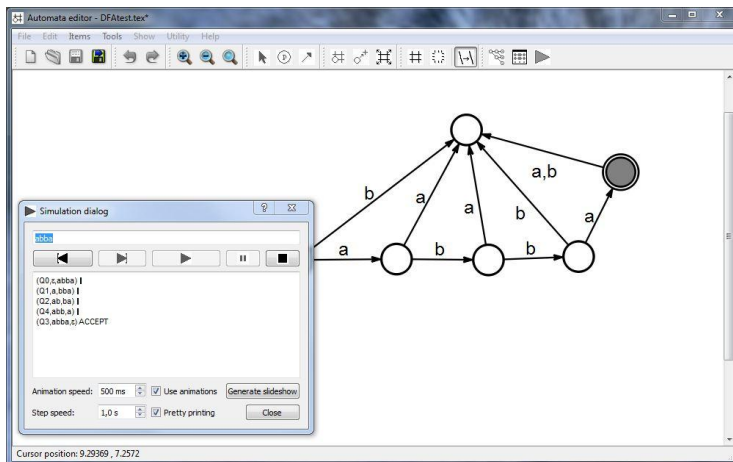 Automata editor - DFAtest.tex*
File Edit Items Tools Show Utility Help
b
a
a
b
a,b
a
a
b
b
Simulation dialog
abba
(Q0,ε,abba) |
(Q1,a,bba) |
(Q2,ab,ba) |
(Q4,abb,a) |
(Q3,abba,ε) ACCEPT
Animation speed: 500 ms Use animations Generate slideshow
Step speed: 1,0 s Pretty printing Close
Cursor position: 9.29369 , 7.2572